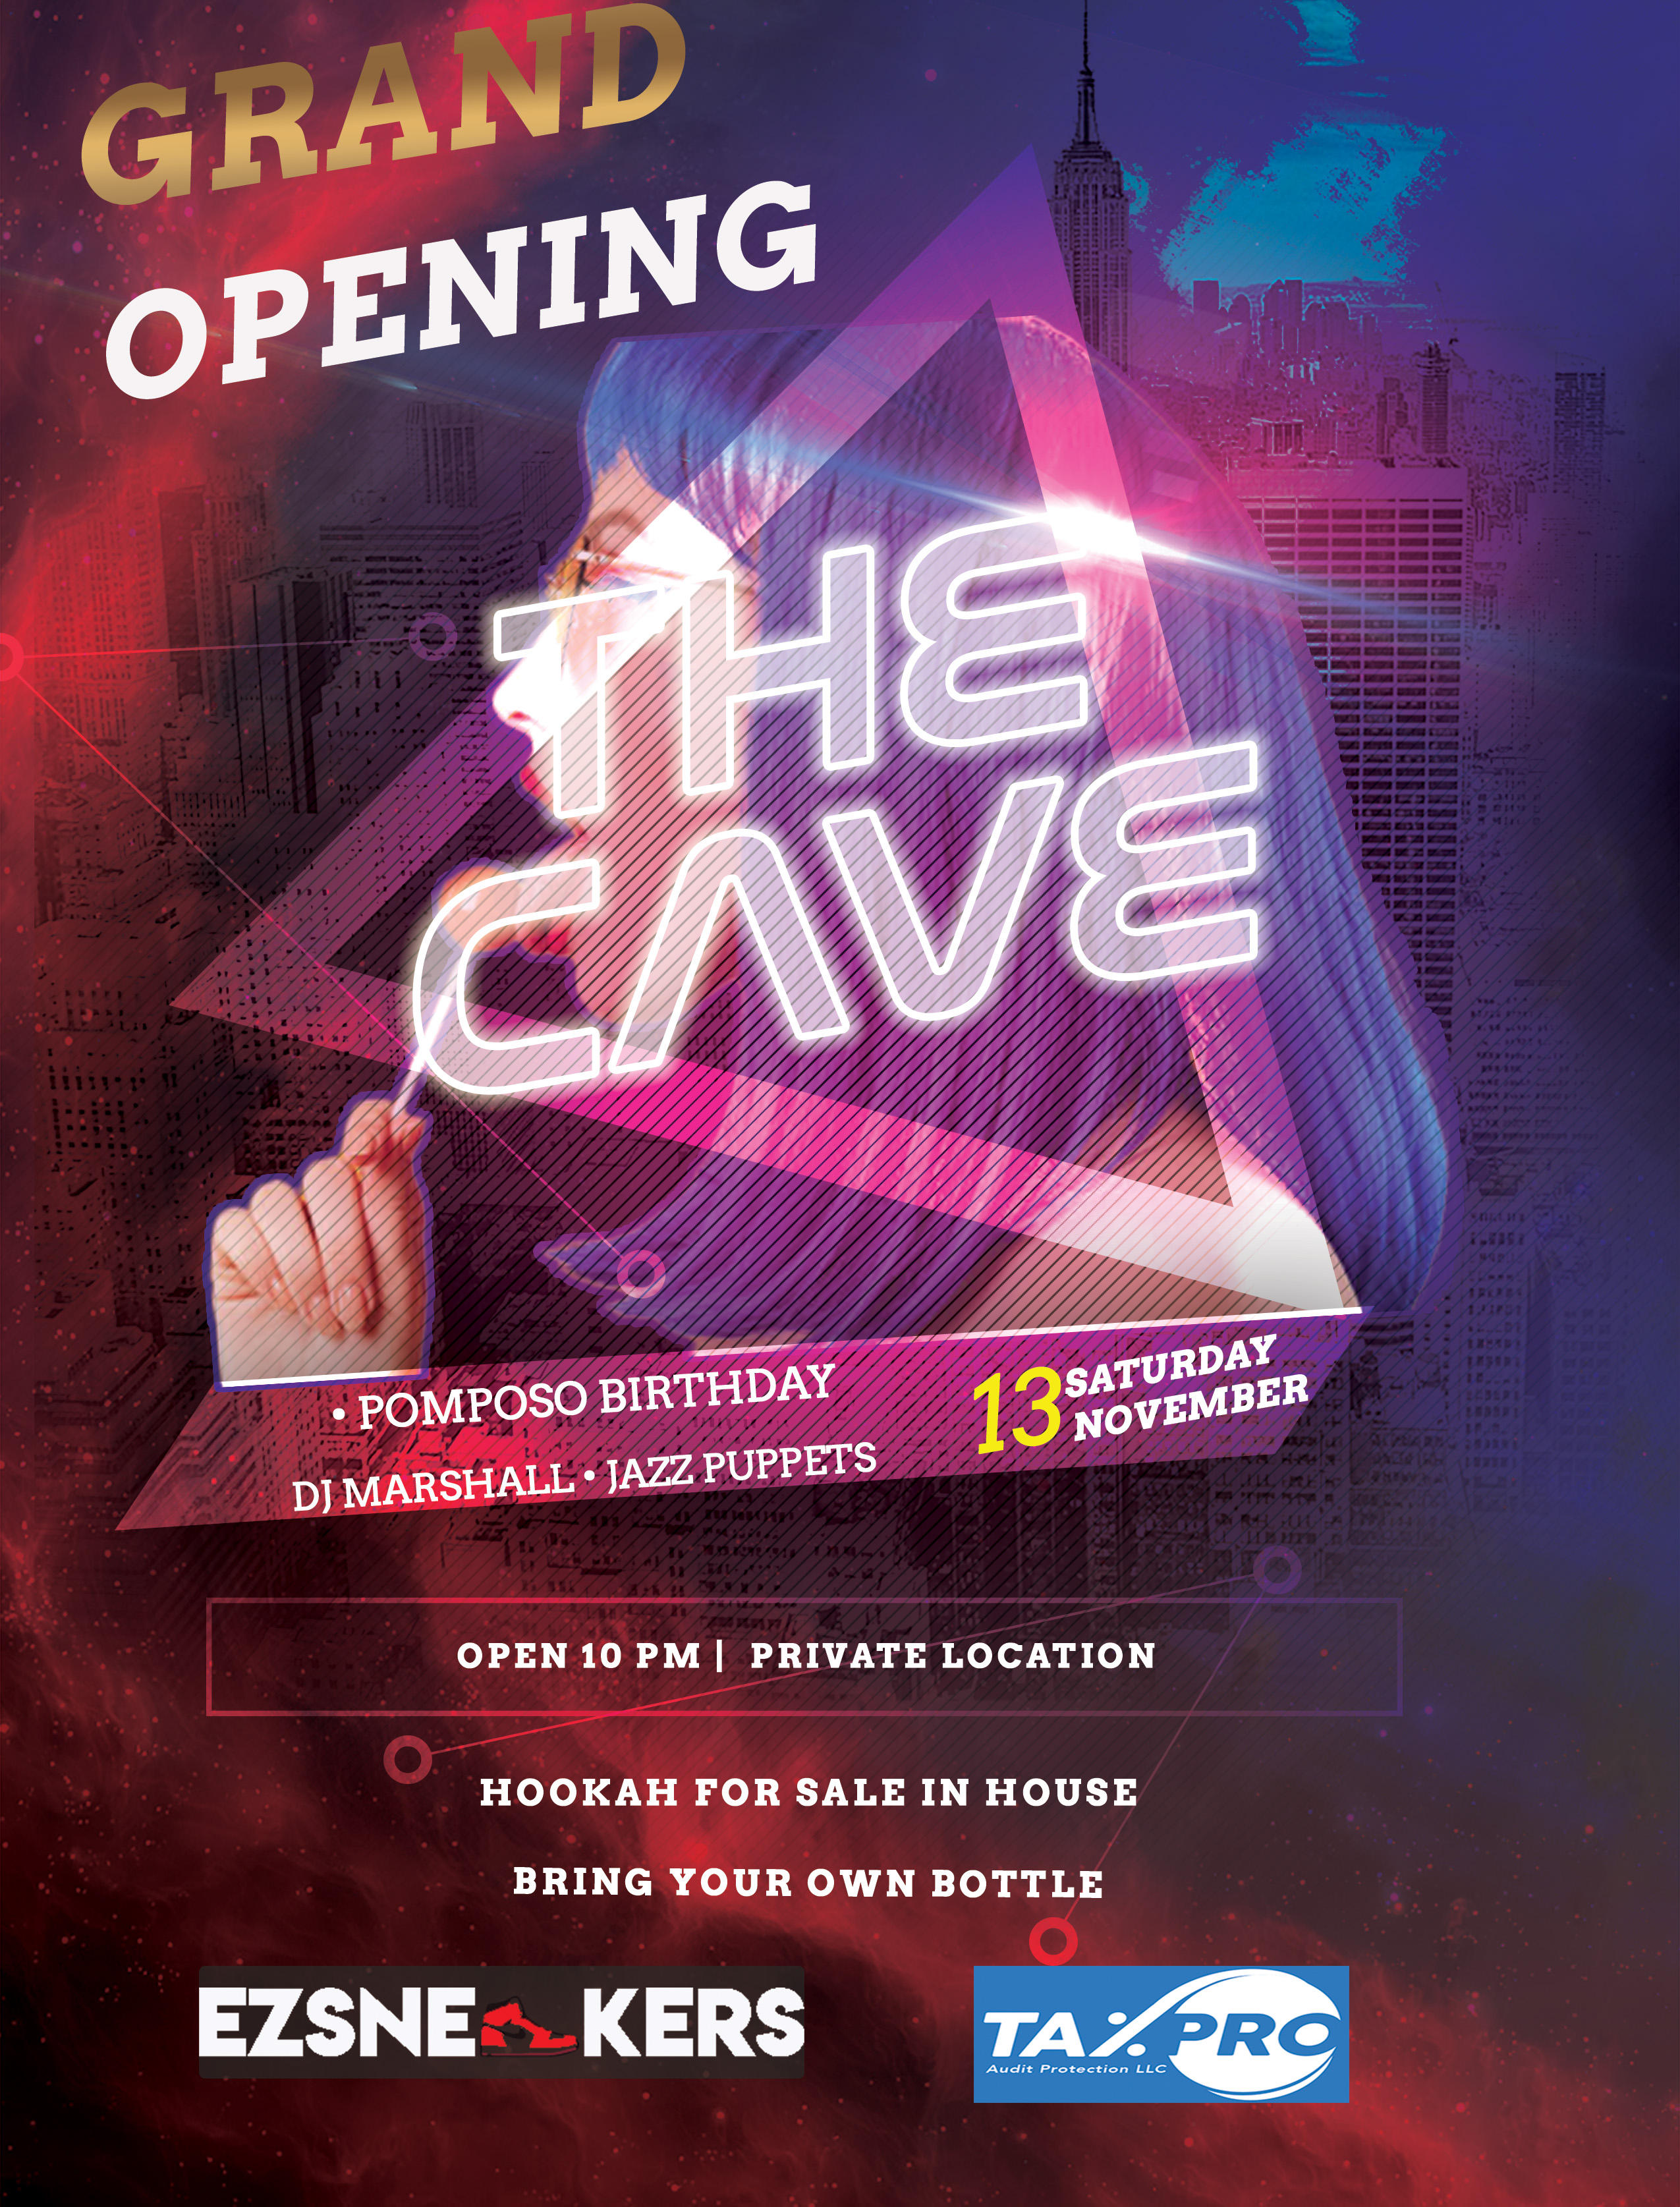 GRAND
OPENING
THE
CAVE
• POMPOSO BIRTHDAY
DJ MARSHALL • JAZZ PUPPETS
13 SATURDAY
NOVEMBER
OPEN 10 PM | PRIVATE LOCATION
HOOKAH FOR SALE IN HOUSE
BRING YOUR OWN BOTTLE
EZSNEKERS
TAXPRO
Audit Protection LLC